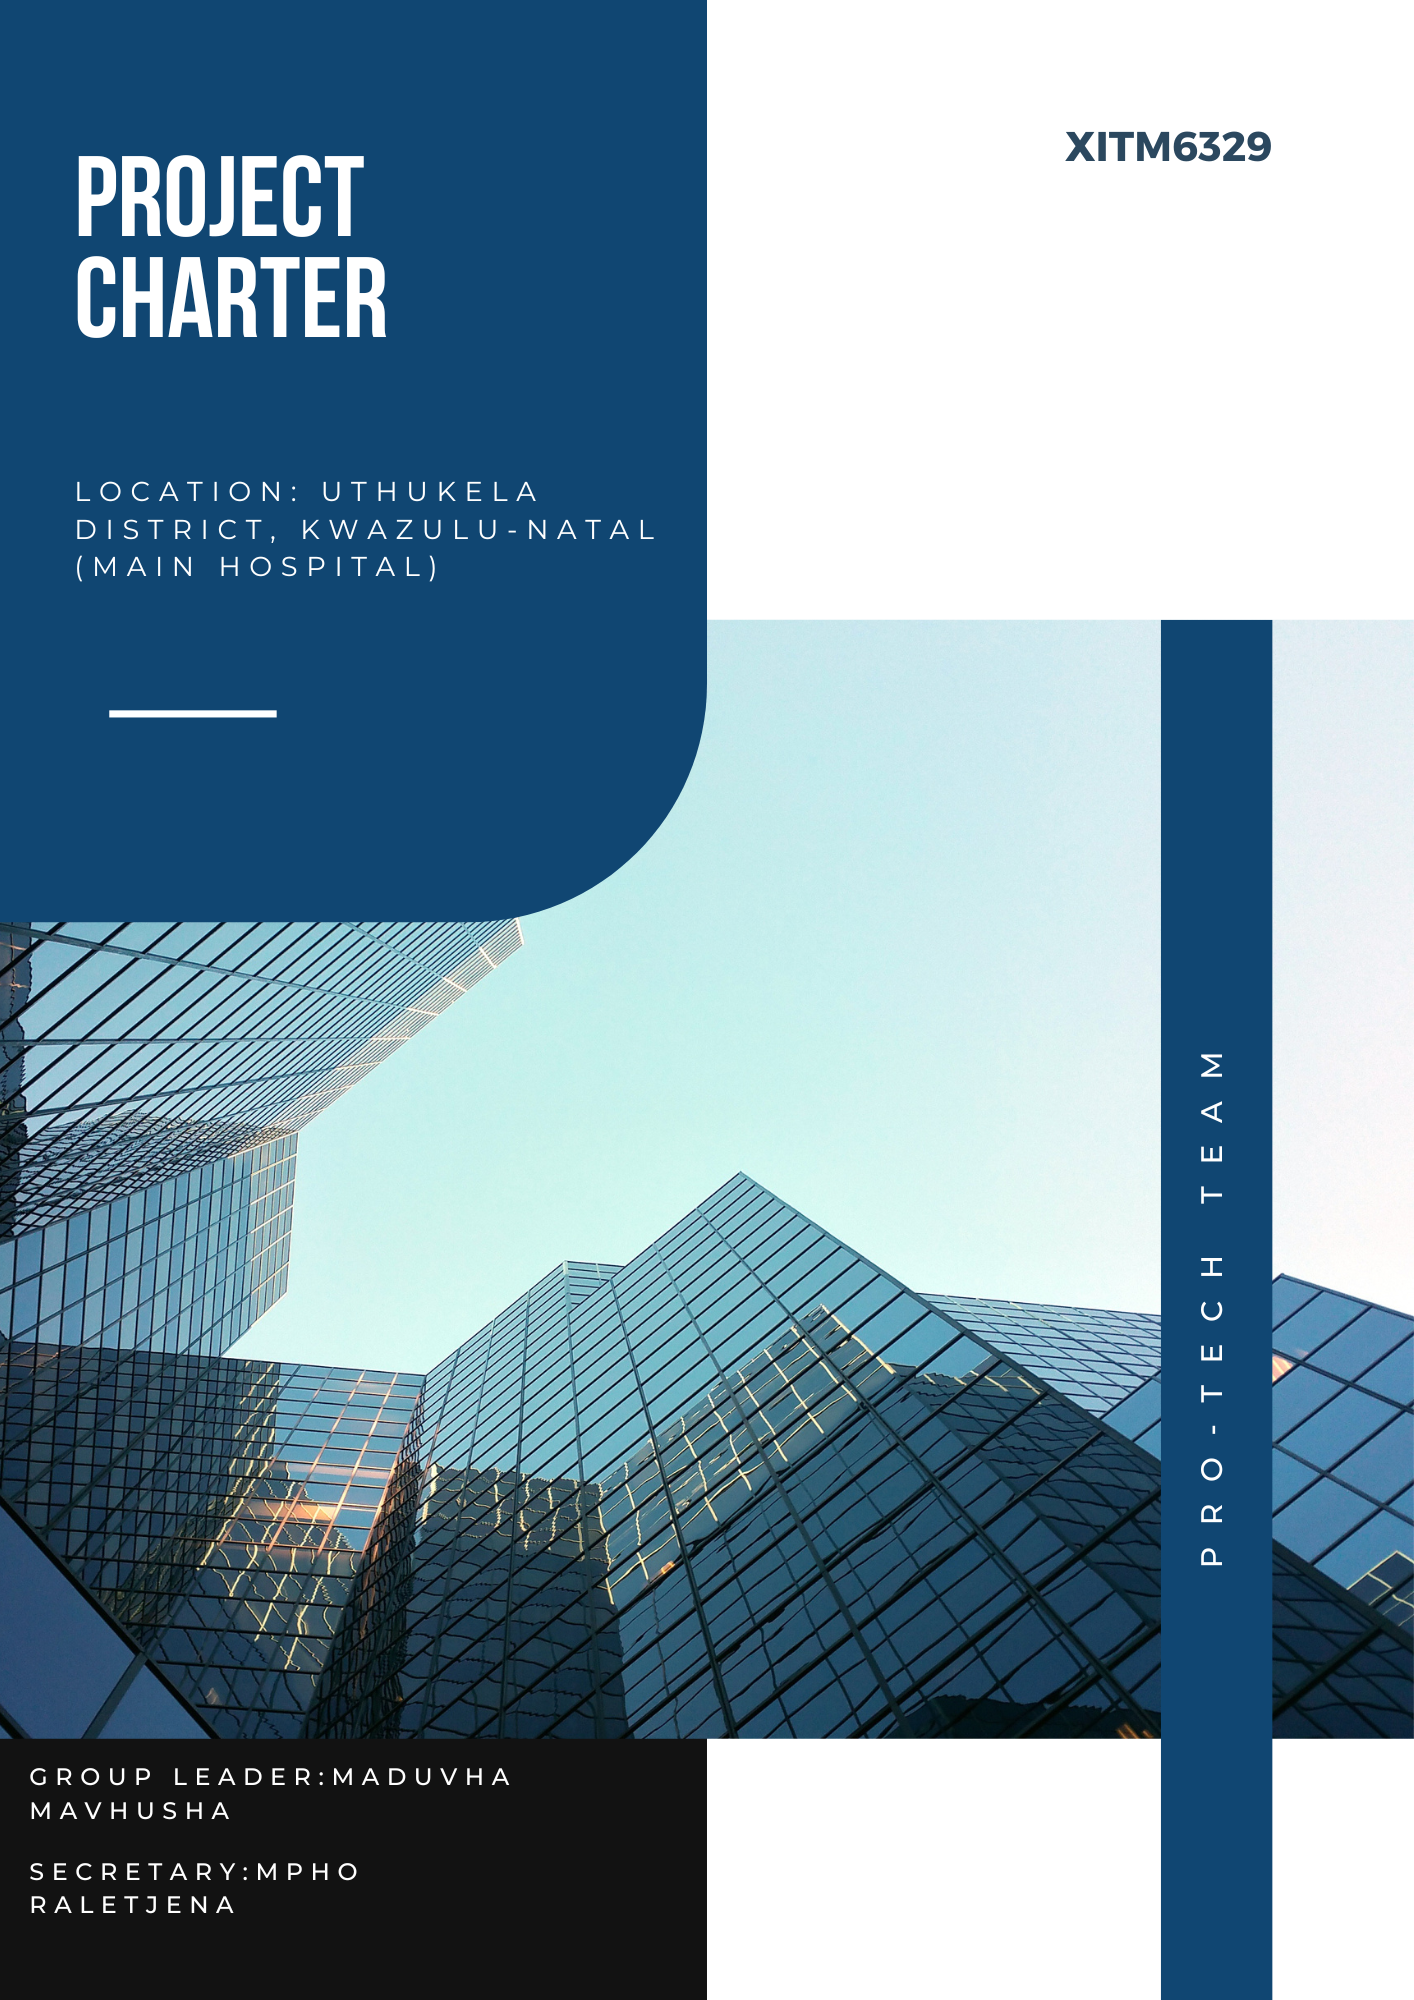 PROJECT
CHARTER
XITM6329
LOCATION: UTHUKELA
DISTRICT, KWAZULU-NATAL
(MAIN HOSPITAL)
PRO-TECH TEAM
GROUP LEADER:MADUVHA
MAVHUSHA
SECRETARY:MPHO
RALETJENA